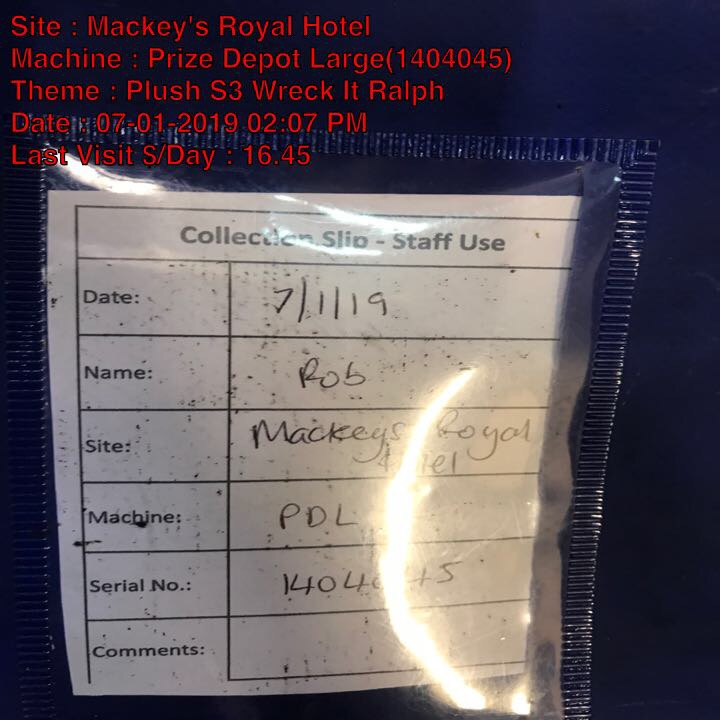 Site : Mackey's Royal Hotel
Machine : Prize Depot Large(1404045)
Theme : Plush S3 Wreck It Ralph
Date : 07-01-2019 02:07 PM
Last Visit $/Day : 16.45
Collection Slip - Staff Use
Date: 7/1/19
Name: Rob
Site: Mackeys Royal
Hotel
Machine: PDL
Serial No.: 1404045
Comments: